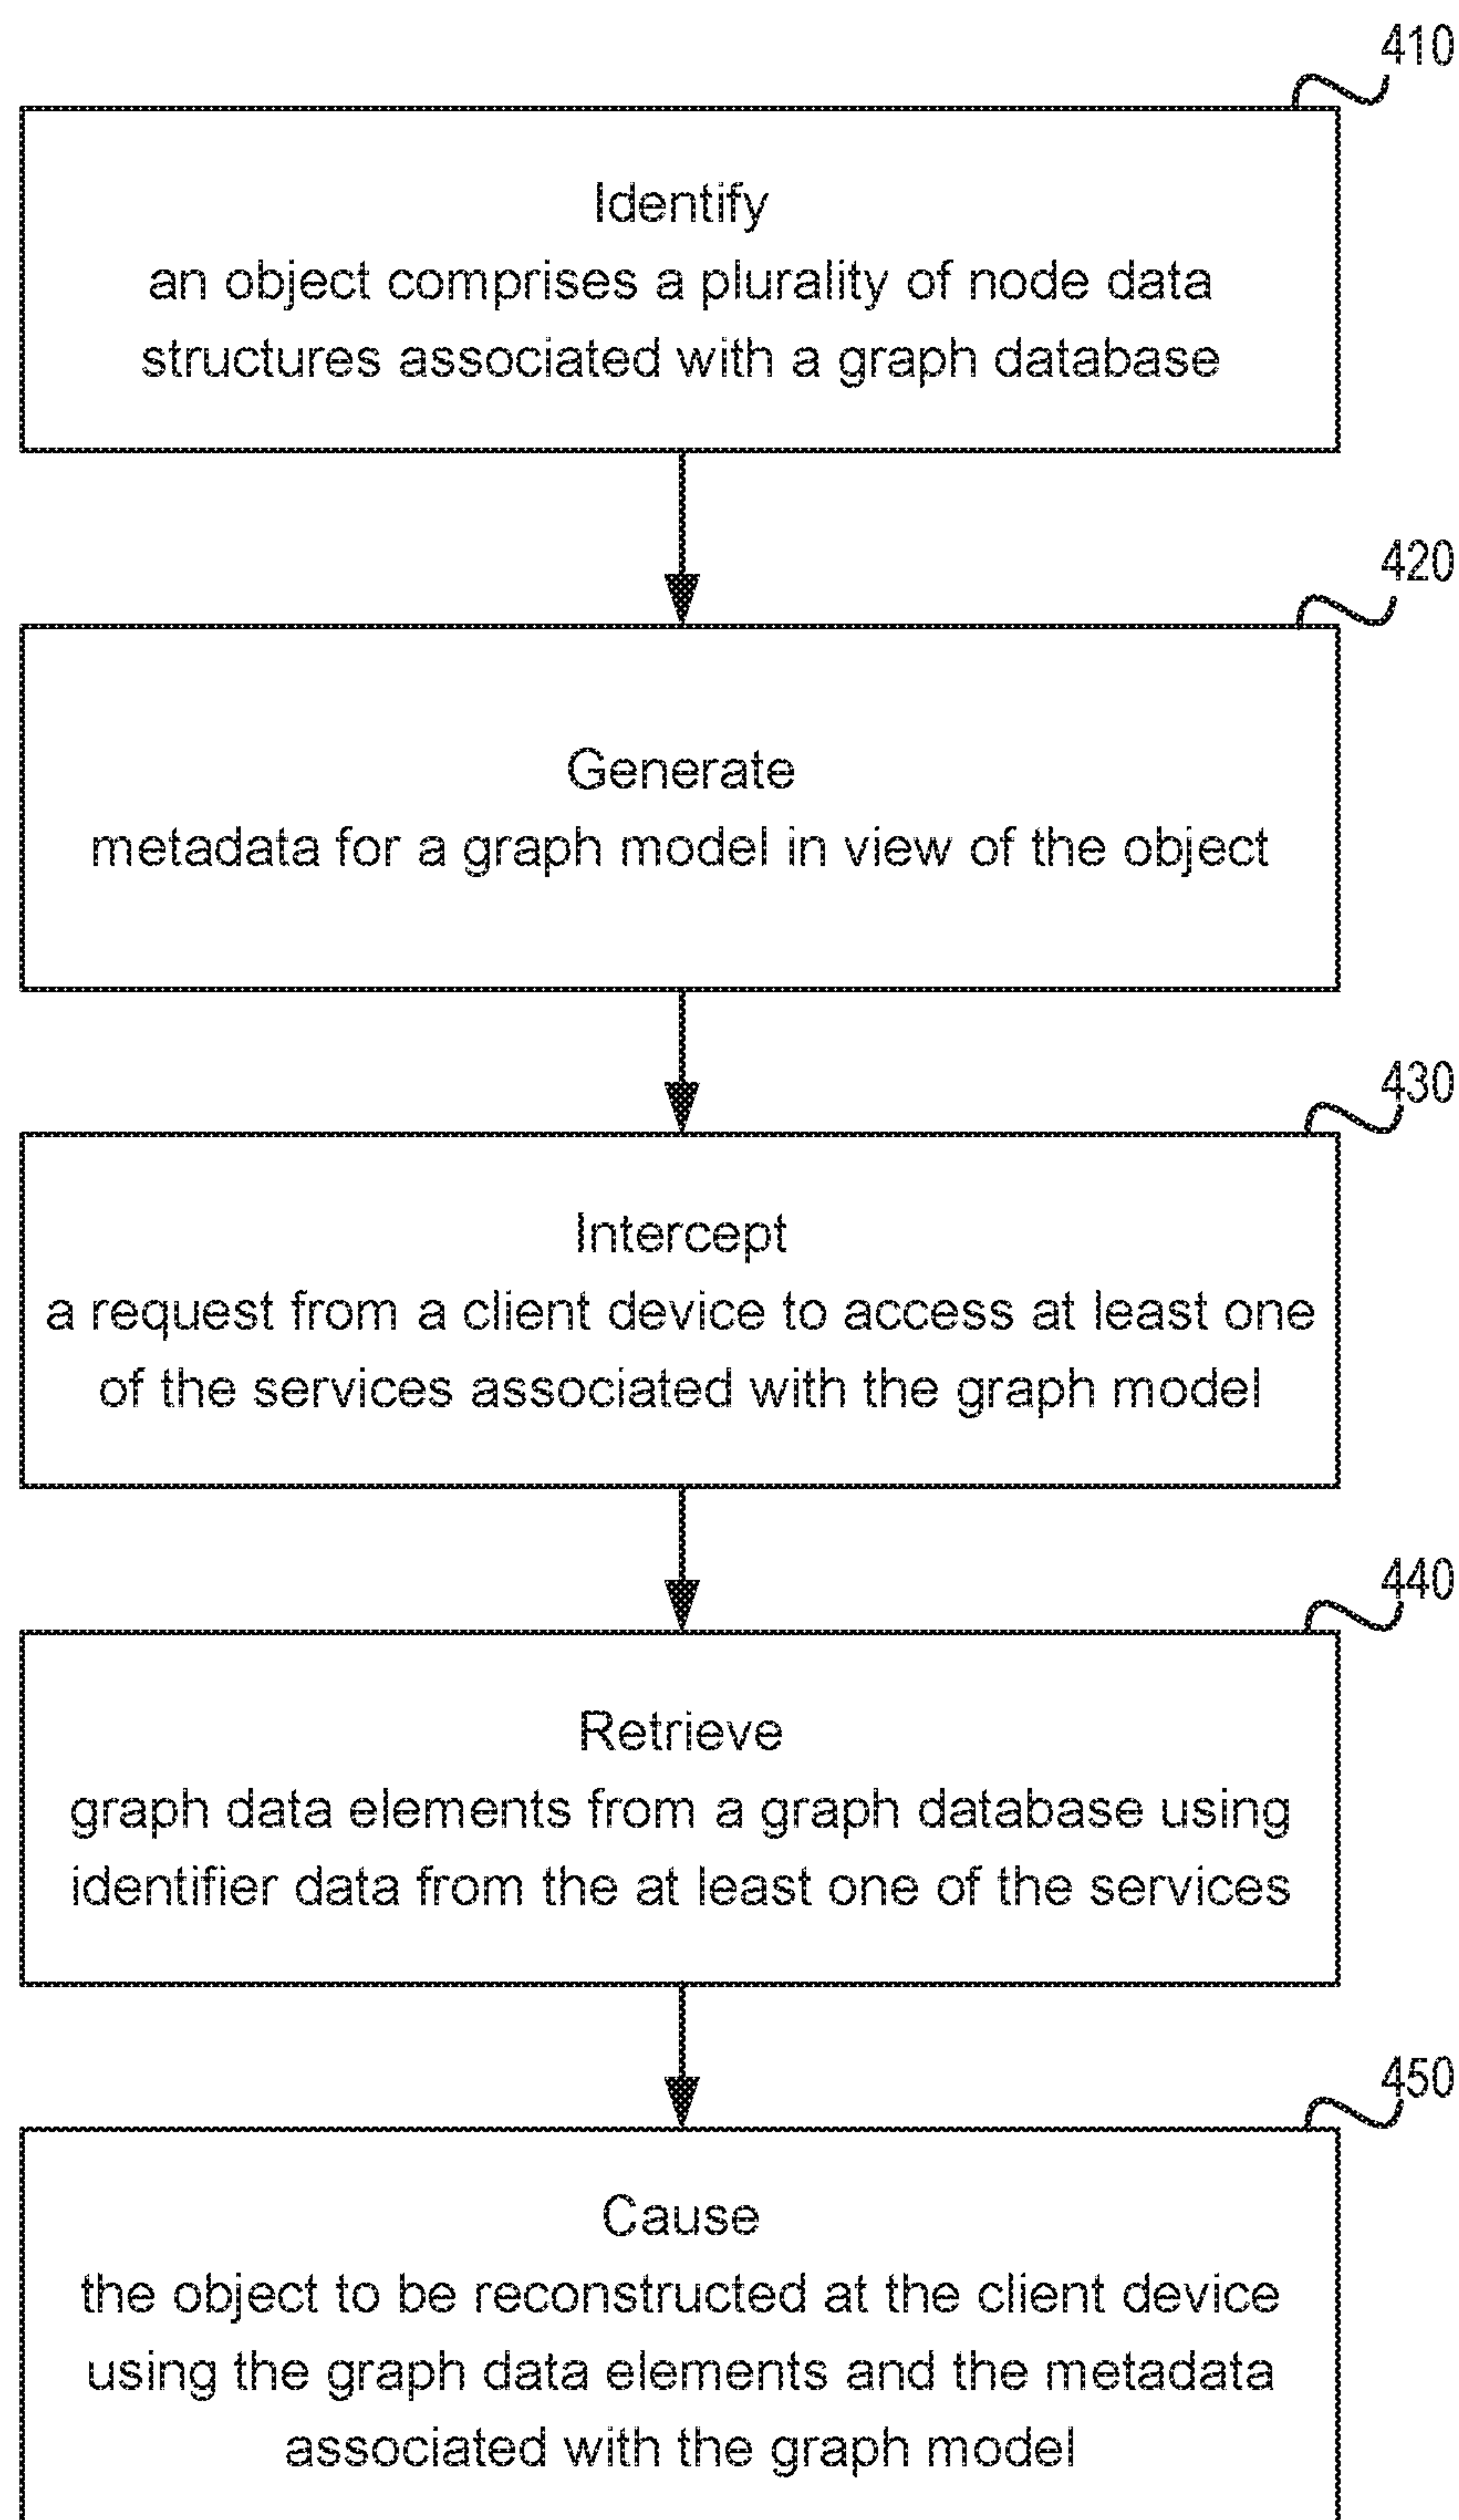 410
Identify
an object comprises a plurality of node data
structures associated with a graph database
420
Generate
metadata for a graph model in view of the object
430
Intercept
a request from a client device to access at least one
of the services associated with the graph model
440
Retrieve
graph data elements from a graph database using
identifier data from the at least one of the services
450
Cause
the object to be reconstructed at the client device
using the graph data elements and the metadata
associated with the graph model